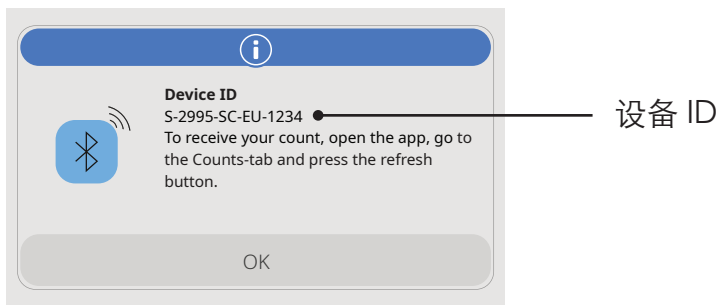 Device ID
S-2995-SC-EU-1234
To receive your count, open the app, go to
the Counts-tab and press the refresh
button.
OK
设备 ID